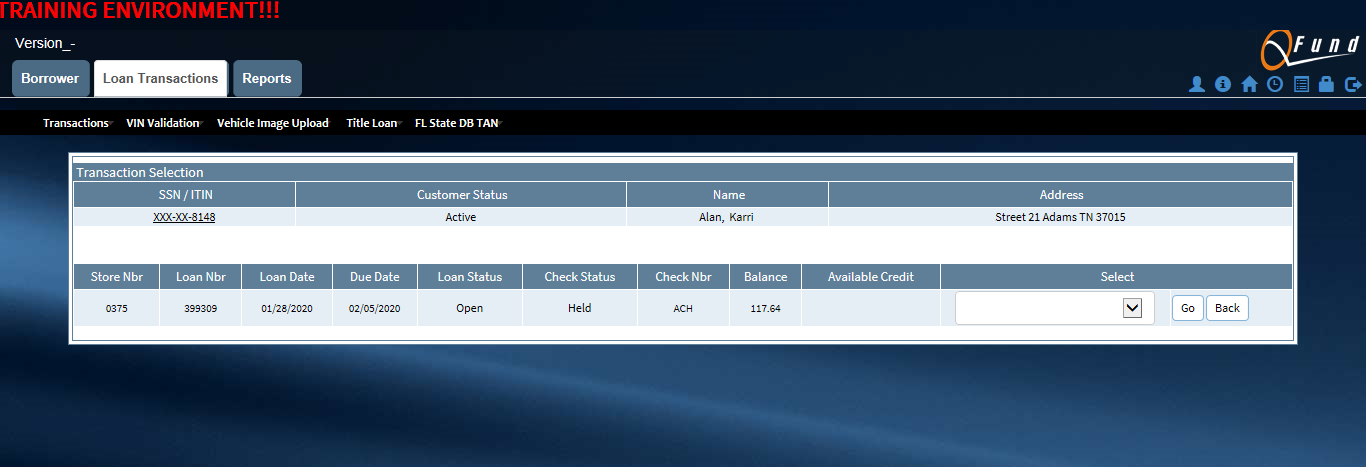 TRAINING ENVIRONMENT!!!
Version_-
QFund
Borrower Loan Transactions Reports
Transactions VIN Validation Vehicle Image Upload Title Loan FL State DB TAN
Transaction Selection
SSN / ITIN Customer Status Name Address
XXX-XX-8148 Active Alan, Karri Street 21 Adams TN 37015
Store Nbr Loan Nbr Loan Date Due Date Loan Status Check Status Check Nbr Balance Available Credit Select
0375 399309 01/28/2020 02/05/2020 Open Held ACH 117.64 Go Back